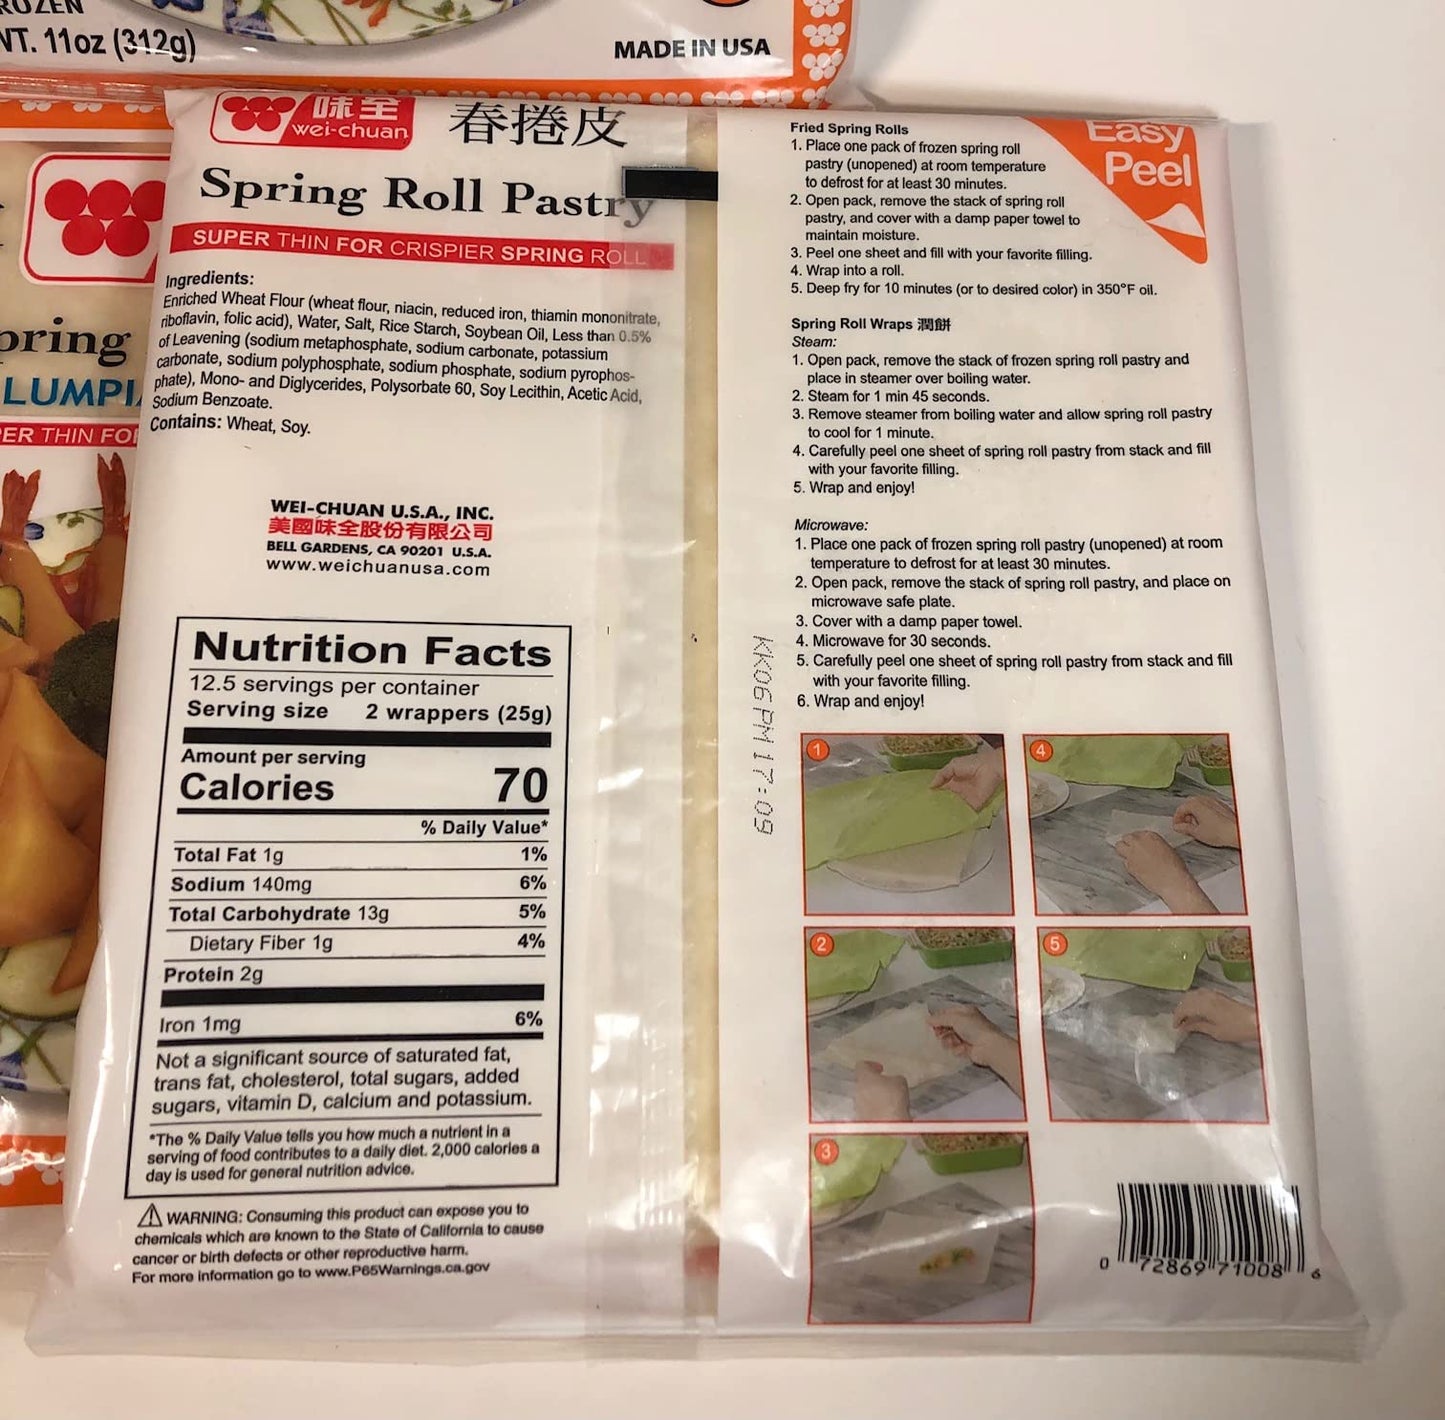 WT. 11oz (312g)
MADE IN USA
味全
wei-chuan
春捲皮
Spring Roll Pastry
SUPER THIN FOR CRISPIER SPRING ROLL
Ingredients:
Enriched Wheat Flour (wheat flour, niacin, reduced iron, thiamin mononitrate,
riboflavin, folic acid), Water, Salt, Rice Starch, Soybean Oil, Less than 0.5%
of Leavening (sodium metaphosphate, sodium carbonate, potassium
carbonate, sodium polyphosphate, sodium phosphate, sodium pyrophos-
phate), Mono- and Diglycerides, Polysorbate 60, Soy Lecithin, Acetic Acid,
Sodium Benzoate.
Contains: Wheat, Soy.
WEI-CHUAN U.S.A., INC.
美國味全股份有限公司
BELL GARDENS, CA 90201 U.S.A.
www.weichuanusa.com
Nutrition Facts
12.5 servings per container
Serving size 2 wrappers (25g)
Amount per serving
Calories 70
% Daily Value*
Total Fat 1g 1%
Sodium 140mg 6%
Total Carbohydrate 13g 5%
Dietary Fiber 1g 4%
Protein 2g
Iron 1mg 6%
Not a significant source of saturated fat,
trans fat, cholesterol, total sugars, added
sugars, vitamin D, calcium and potassium.
*The % Daily Value tells you how much a nutrient in a
serving of food contributes to a daily diet. 2,000 calories a
day is used for general nutrition advice.
WARNING: Consuming this product can expose you to
chemicals which are known to the State of California to cause
cancer or birth defects or other reproductive harm.
For more information go to www.P65Warnings.ca.gov
KK06 PM 17:09
Easy
Peel
Fried Spring Rolls
1. Place one pack of frozen spring roll
pastry (unopened) at room temperature
to defrost for at least 30 minutes.
2. Open pack, remove the stack of spring roll
pastry, and cover with a damp paper towel to
maintain moisture.
3. Peel one sheet and fill with your favorite filling.
4. Wrap into a roll.
5. Deep fry for 10 minutes (or to desired color) in 350°F oil.
Spring Roll Wraps 潤餅
Steam:
1. Open pack, remove the stack of frozen spring roll pastry and
place in steamer over boiling water.
2. Steam for 1 min 45 seconds.
3. Remove steamer from boiling water and allow spring roll pastry
to cool for 1 minute.
4. Carefully peel one sheet of spring roll pastry from stack and fill
with your favorite filling.
5. Wrap and enjoy!
Microwave:
1. Place one pack of frozen spring roll pastry (unopened) at room
temperature to defrost for at least 30 minutes.
2. Open pack, remove the stack of spring roll pastry, and place on
microwave safe plate.
3. Cover with a damp paper towel.
4. Microwave for 30 seconds.
5. Carefully peel one sheet of spring roll pastry from stack and fill
with your favorite filling.
6. Wrap and enjoy!
1
4
2
5
3
0 72869 71008 6
pring
LUMPI
ER THIN FO